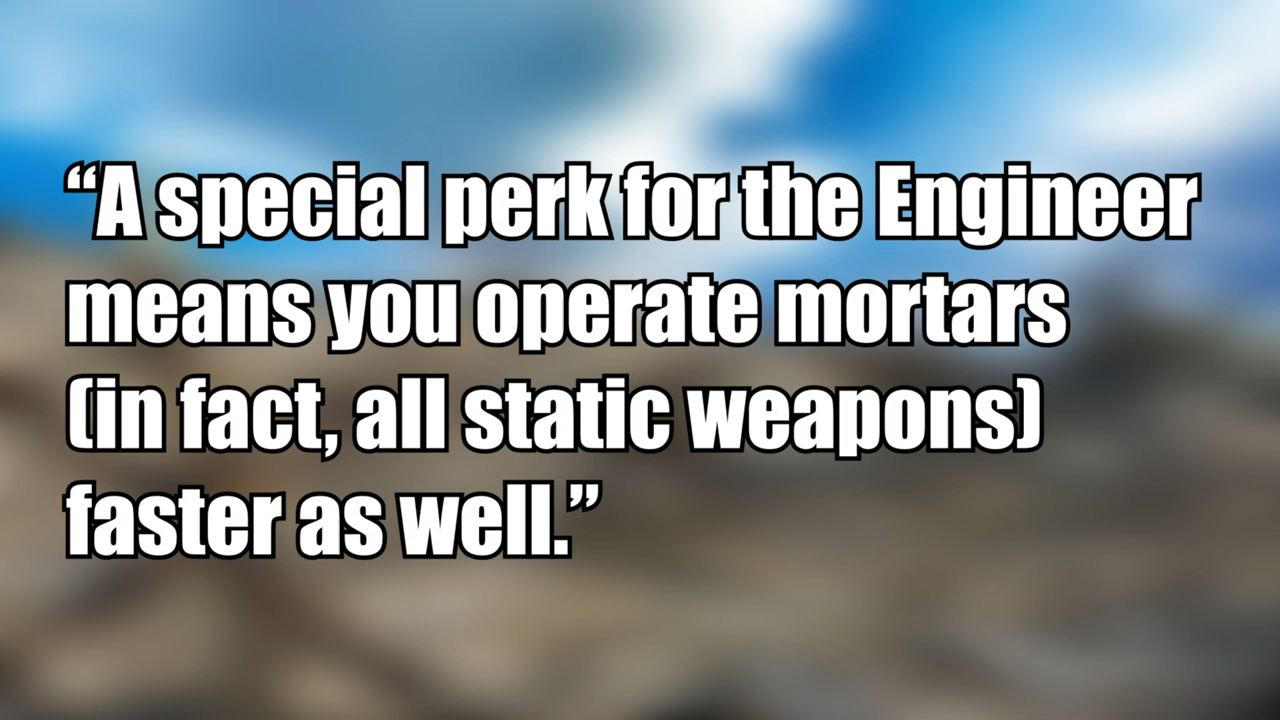 “A special perk for the Engineer
means you operate mortars
(in fact, all static weapons)
faster as well.”